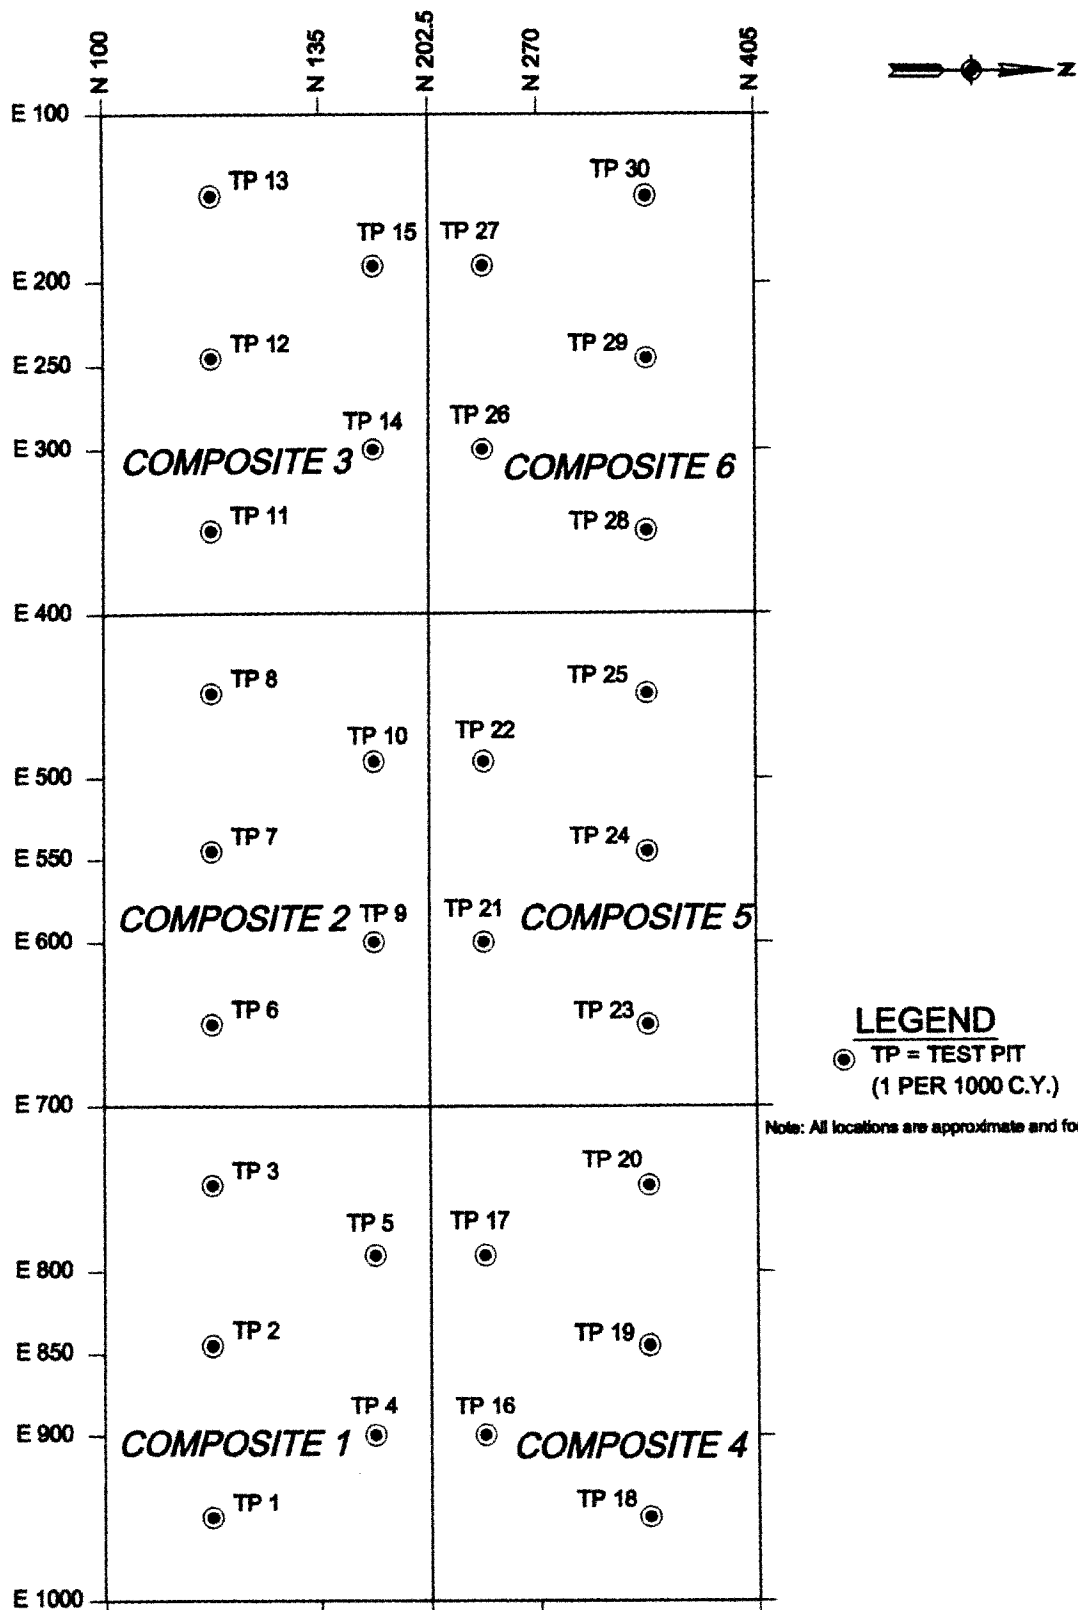 N 100
N 135
N 202.5
N 270
N 405
Z
E 100
TP 13
TP 30
TP 15
TP 27
E 200
TP 12
TP 29
E 250
TP 14
TP 26
E 300
COMPOSITE 3
COMPOSITE 6
TP 11
TP 28
E 400
TP 8
TP 25
TP 10
TP 22
E 500
TP 7
TP 24
E 550
COMPOSITE 2
TP 9
TP 21
COMPOSITE 5
E 600
TP 6
TP 23
LEGEND
TP = TEST PIT
(1 PER 1000 C.Y.)
E 700
Note: All locations are approximate and for
TP 3
TP 20
TP 5
TP 17
E 800
TP 2
TP 19
E 850
TP 4
TP 16
E 900
COMPOSITE 1
COMPOSITE 4
TP 1
TP 18
E 1000